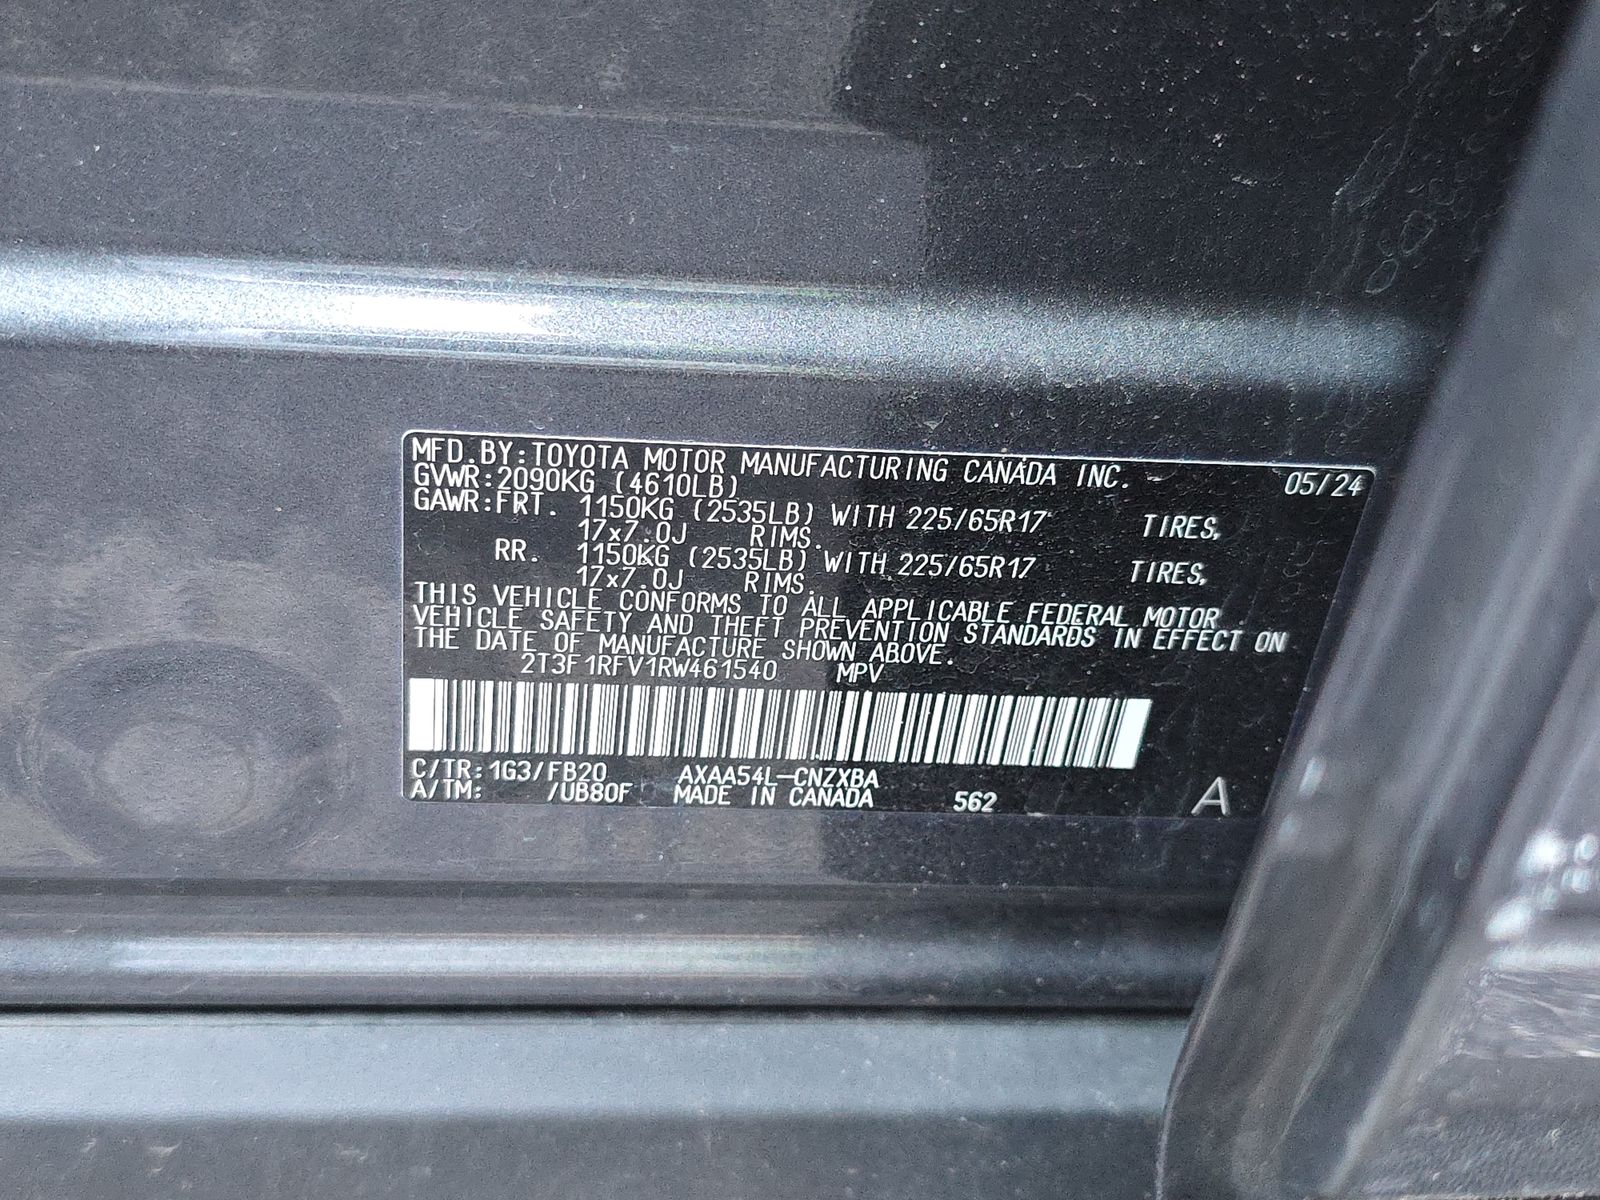 MFD.BY:TOYOTA MOTOR MANUFACTURING CANADA INC. 05/24
GVWR:2090KG (4610LB)
GAWR:FRT. 1150KG (2535LB) WITH 225/65R17 TIRES,
17x7.0J RIMS.
RR. 1150KG (2535LB) WITH 225/65R17 TIRES,
17x7.0J RIMS.
THIS VEHICLE CONFORMS TO ALL APPLICABLE FEDERAL MOTOR
VEHICLE SAFETY AND THEFT PREVENTION STANDARDS IN EFFECT ON
THE DATE OF MANUFACTURE SHOWN ABOVE.
2T3F1RFV1RW461540 MPV
C/TR:1G3/FB20 AXAA54L-CNZXBA
A/TM: /UB80F MADE IN CANADA 562 A